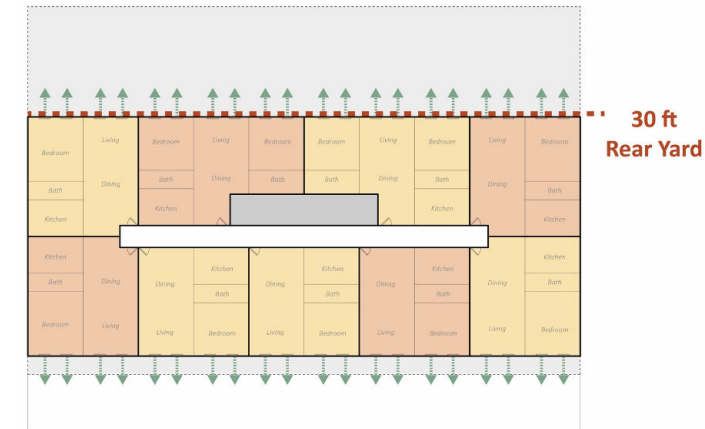 30 ft
Rear Yard
Bedroom Living Bedroom Living Bedroom Bedroom Living Bedroom Living Bedroom
Bath Dining Bath Dining Bath Bath Dining Bath Dining Bath
Kitchen Kitchen Kitchen Kitchen
Kitchen Kitchen Kitchen Kitchen Kitchen
Bath Dining Dining Bath Dining Bath Dining Bath Dining Bath
Bedroom Living Living Bedroom Living Bedroom Living Bedroom Living Bedroom